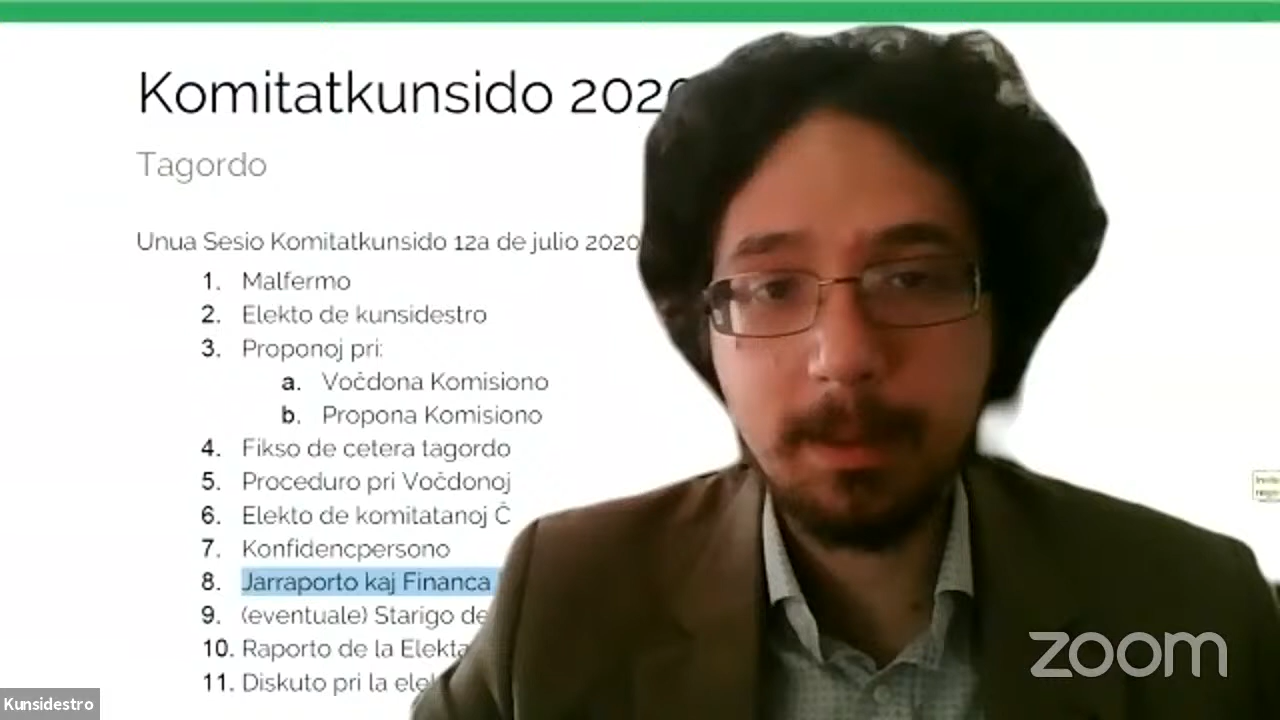 Komitatkunsido 2020
Tagordo
Unua Sesio Komitatkunsido 12a de julio 2020
1. Malfermo
2. Elekto de kunsidestro
3. Proponoj pri:
a. Voĉdona Komisiono
b. Propona Komisiono
4. Fikso de cetera tagordo
5. Proceduro pri Voĉdonoj
6. Elekto de komitatanoj Ĉ
7. Konfidencpersono
8. Jarraporto kaj Financa
9. (eventuale) Starigo de
10. Raporto de la
11. Diskuto pri la
zoom
Kunsidestro